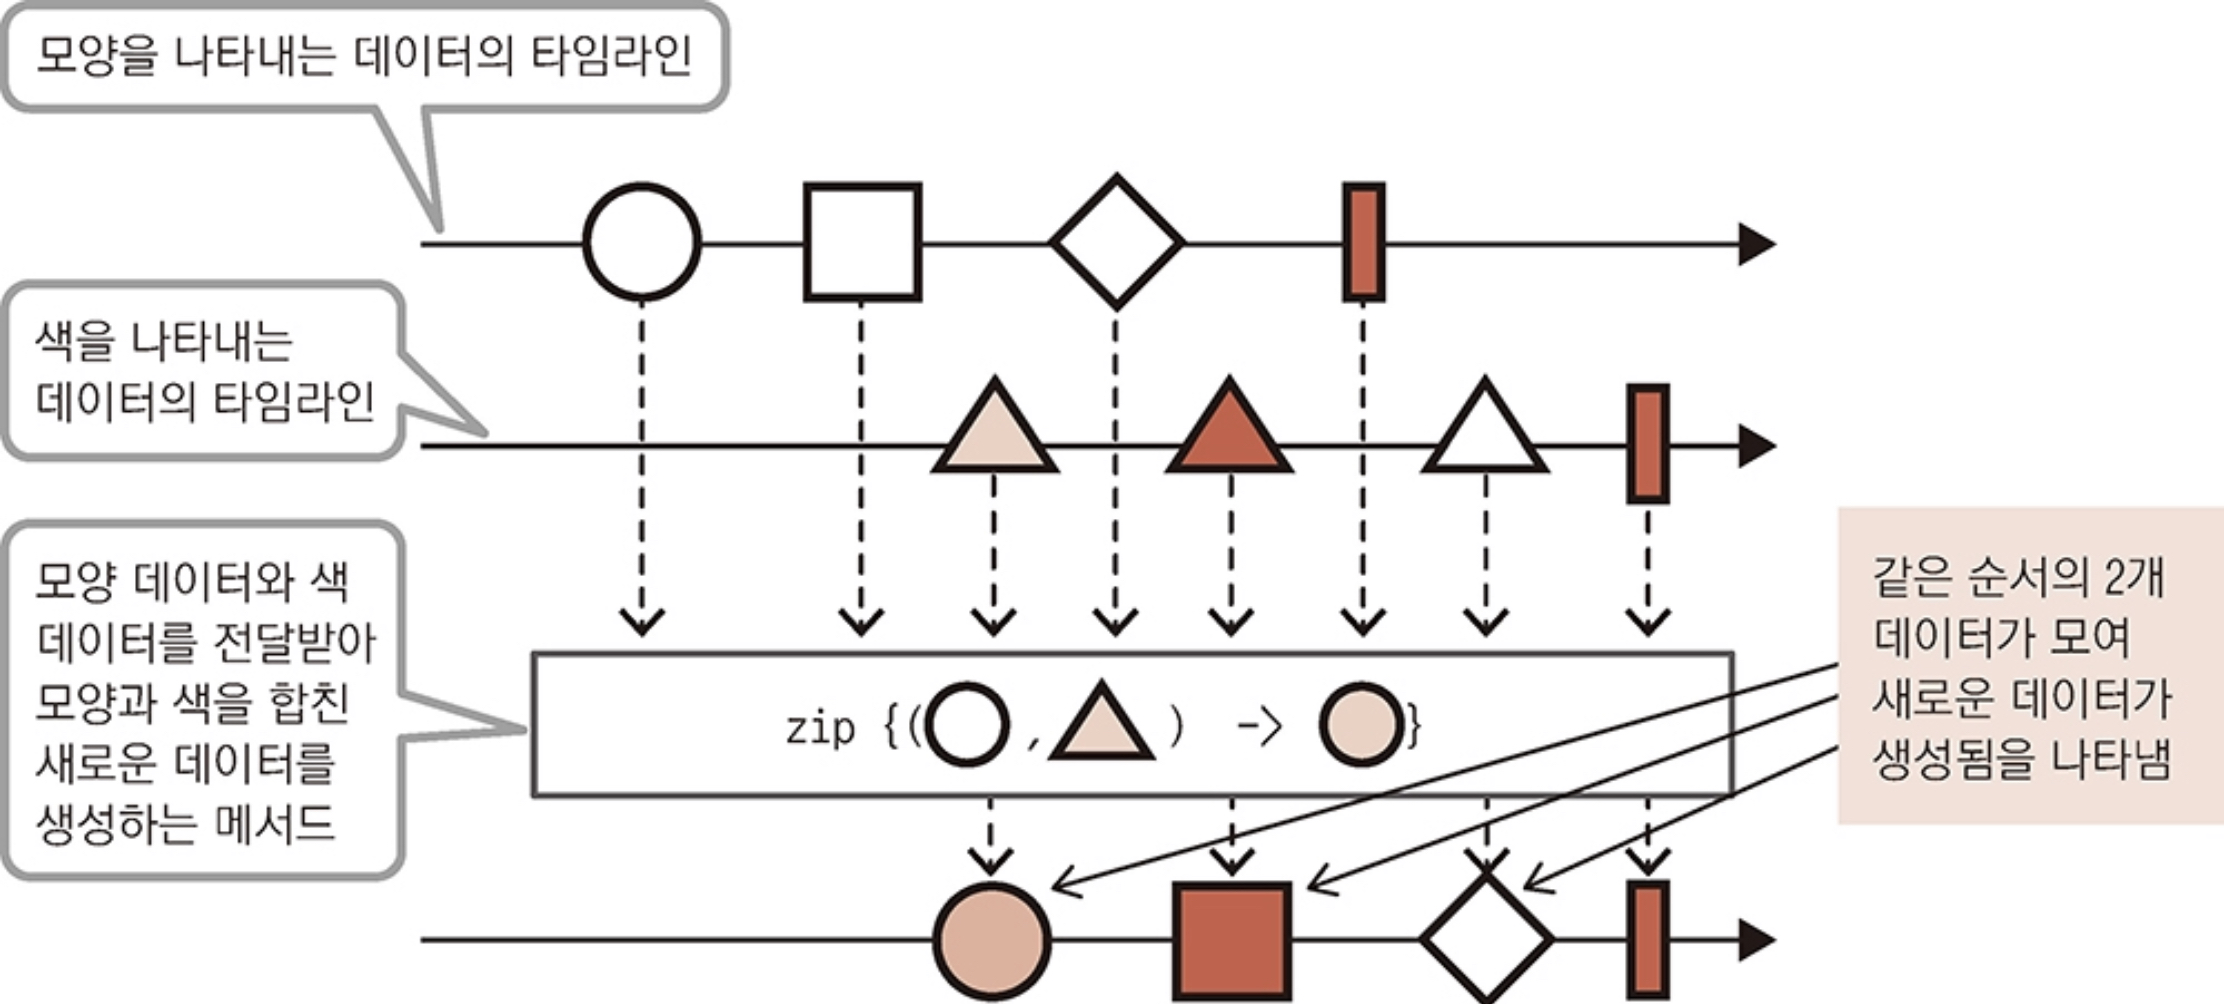 모양을 나타내는 데이터의 타임라인
색을 나타내는
데이터의 타임라인
모양 데이터와 색
데이터를 전달받아
모양과 색을 합친
새로운 데이터를
생성하는 메서드
zip {( , ) -> }
같은 순서의 2개
데이터가 모여
새로운 데이터가
생성됨을 나타냄